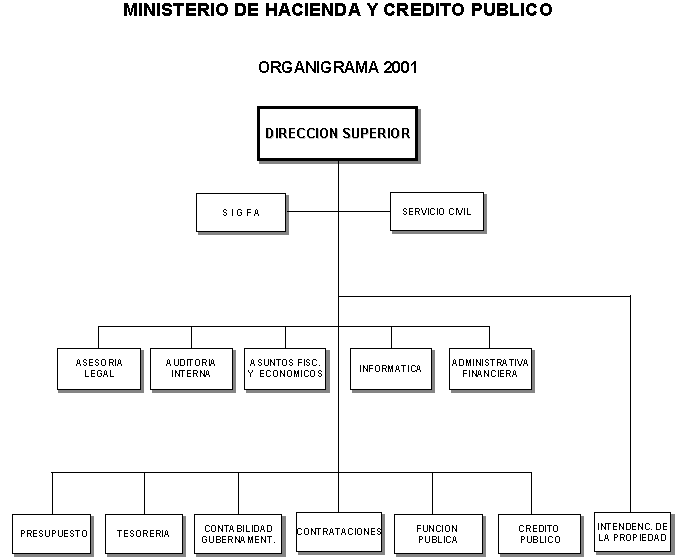 MINISTERIO DE HACIENDA Y CREDITO PUBLICO
ORGANIGRAMA 2001
DIRECCION SUPERIOR
S I G F A
SERVICIO CIVIL
ASESORIA
LEGAL
AUDITORIA
INTERNA
ASUNTOS FISC.
Y ECONOMICOS
INFORMATICA
ADMINISTRATIVA
FINANCIERA
PRESUPUESTO
TESORERIA
CONTABILIDAD
GUBERNAMENT.
CONTRATACIONES
FUNCION
PUBLICA
CREDITO
PUBLICO
INTENDENC. DE
LA PROPIEDAD